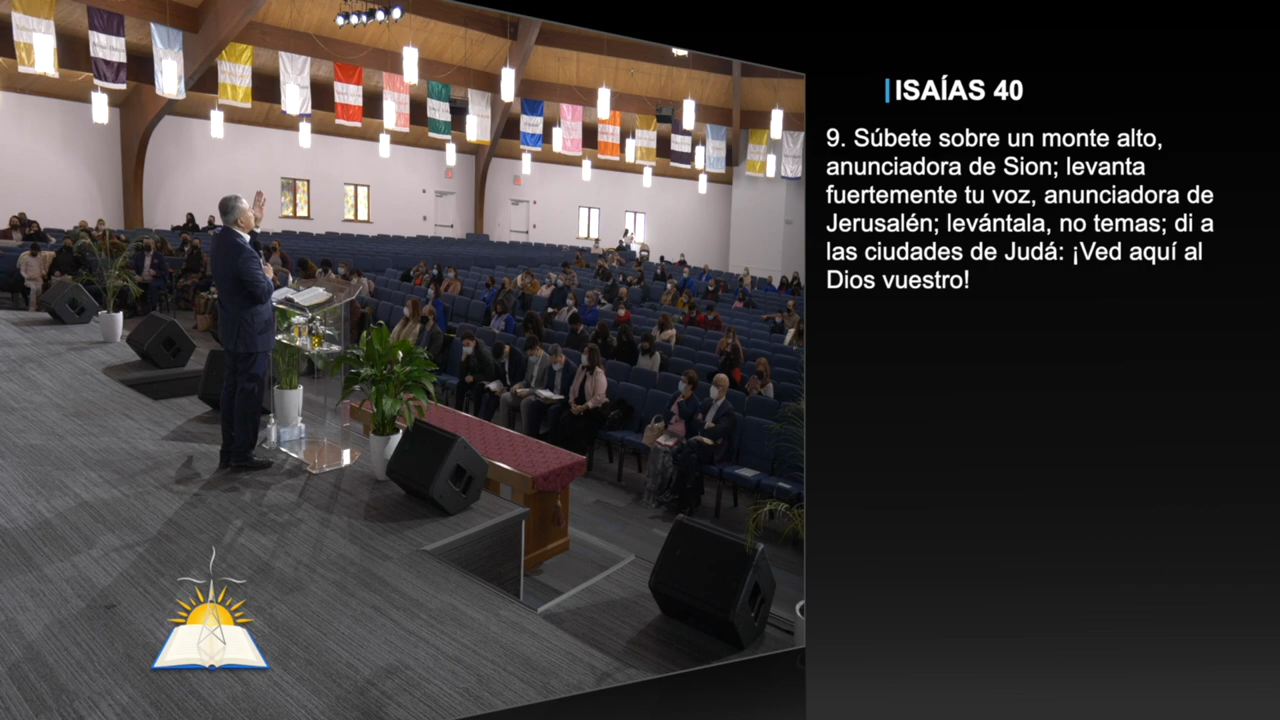 ISAÍAS 40
9. Súbete sobre un monte alto,
anunciadora de Sion; levanta
fuertemente tu voz, anunciadora de
Jerusalén; levántala, no temas; di a
las ciudades de Judá: ¡Ved aquí al
Dios vuestro!